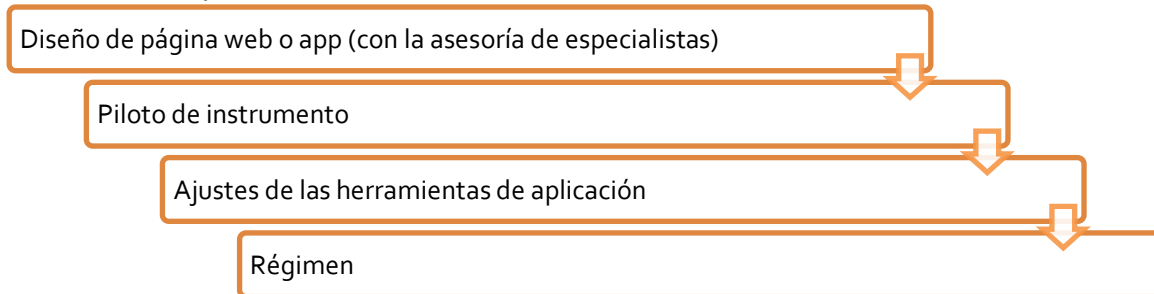 Diseño de página web o app (con la asesoría de especialistas)
Piloto de instrumento
Ajustes de las herramientas de aplicación
Régimen